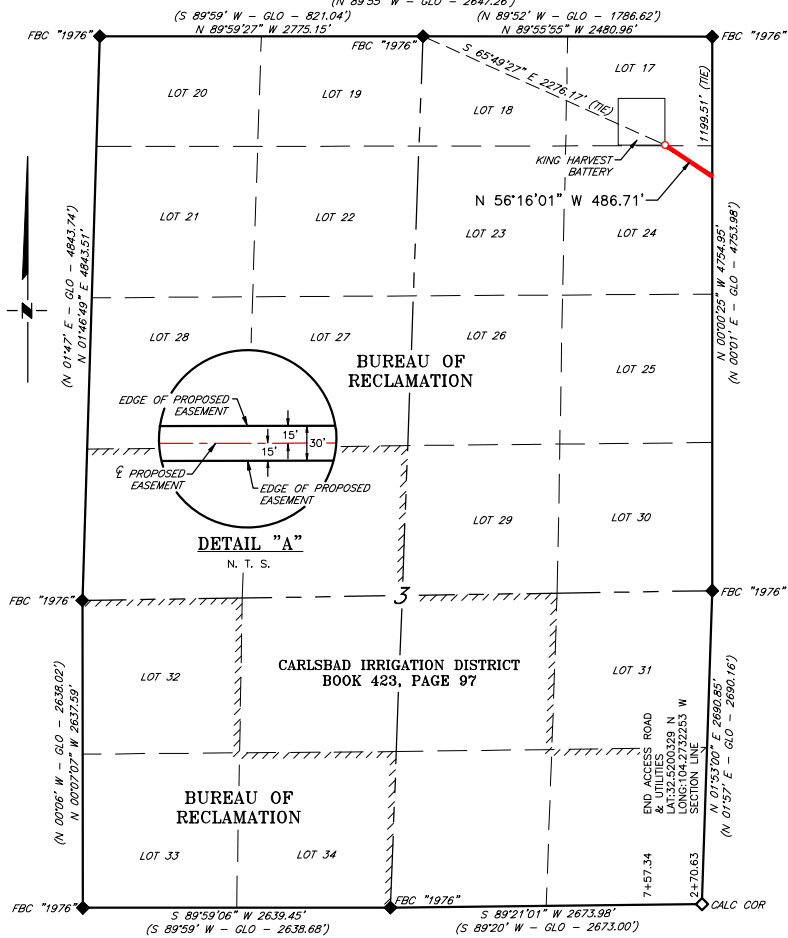 (N 89°55' W - GLO - 2647.26')
(S 89°59' W - GLO - 821.04')
N 89°59'27" W 2775.15'
(N 89°52' W - GLO - 1786.62')
N 89°55'55" W 2480.96'
FBC "1976"
FBC "1976"
FBC "1976"
LOT 20
LOT 19
LOT 18
LOT 17
S 65°49'27" E 2276.17' (TIE)
1199.51' (TIE)
KING HARVEST
BATTERY
N 56°16'01" W 486.71'
LOT 21
LOT 22
LOT 23
LOT 24
(N 01°47' E - GLO - 4843.74')
N 01°46'49" E 4843.51'
N 00°00'25" W 4754.95'
(N 00°01' E - GLO - 4753.98')
N
LOT 28
LOT 27
LOT 26
LOT 25
BUREAU OF
RECLAMATION
EDGE OF PROPOSED
EASEMENT
15'
15'
30'
℄ PROPOSED
EASEMENT
EDGE OF PROPOSED
EASEMENT
DETAIL "A"
N. T. S.
LOT 29
LOT 30
FBC "1976"
3
FBC "1976"
LOT 32
CARLSBAD IRRIGATION DISTRICT
BOOK 423, PAGE 97
LOT 31
(N 00°06' W - GLO - 2638.02')
N 00°07'07" W 2637.59'
7+57.34
END ACCESS ROAD
& UTILITIES
LAT:32.5200329 N
LONG:104.2732253 W
2+70.63
SECTION LINE
N 01°53'00" E 2690.85'
(N 01°57' E - GLO - 2690.16')
BUREAU OF
RECLAMATION
LOT 33
LOT 34
FBC "1976"
FBC "1976"
CALC COR
S 89°59'06" W 2639.45'
(S 89°59' W - GLO - 2638.68')
S 89°21'01" W 2673.98'
(S 89°20' W - GLO - 2673.00')